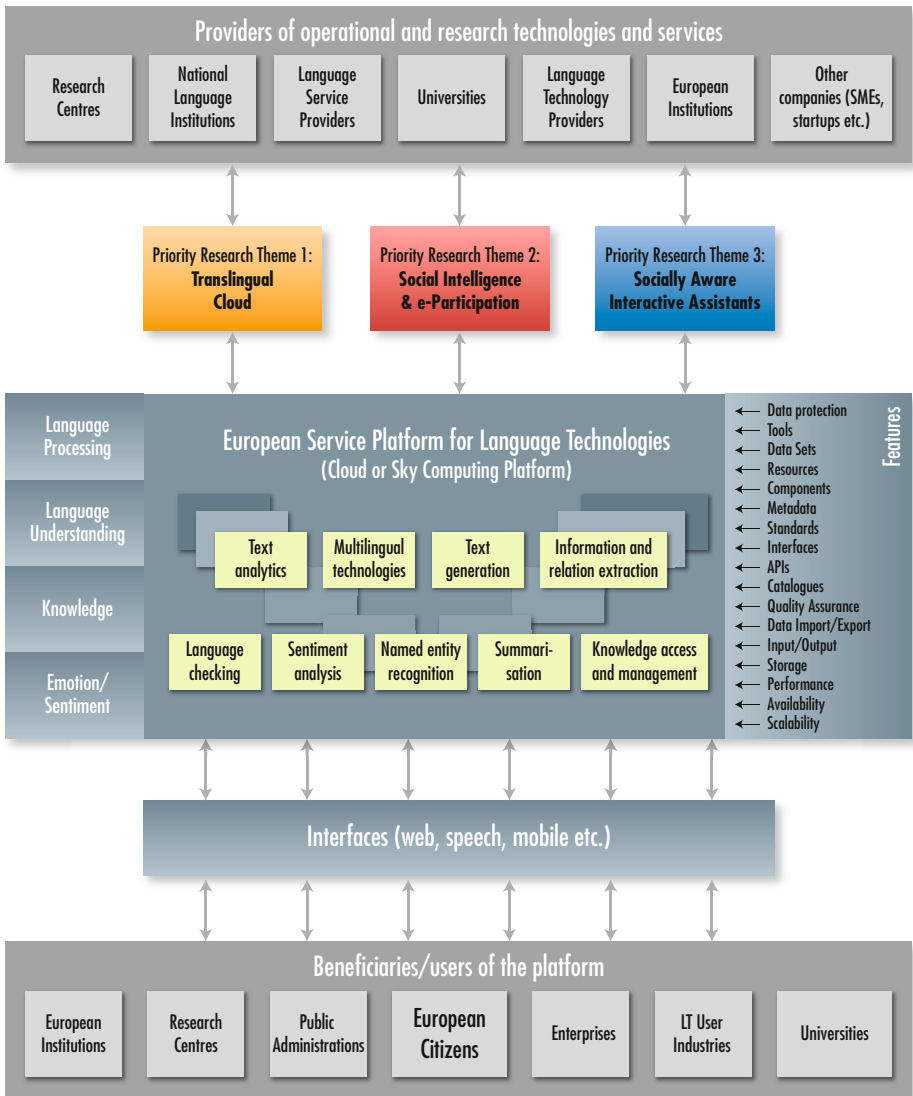 Providers of operational and research technologies and services
Research
Centres
National
Language
Institutions
Language
Service
Providers
Universities
Language
Technology
Providers
European
Institutions
Other
companies (SMEs,
startups etc.)
Priority Research Theme 1:
Translingual
Cloud
Priority Research Theme 2:
Social Intelligence
& e-Participation
Priority Research Theme 3:
Socially Aware
Interactive Assistants
Language
Processing
Language
Understanding
Knowledge
Emotion/
Sentiment
European Service Platform for Language Technologies
(Cloud or Sky Computing Platform)
Text
analytics
Multilingual
technologies
Text
generation
Information and
relation extraction
Language
checking
Sentiment
analysis
Named entity
recognition
Summari-
sation
Knowledge access
and management
Features
Data protection
Tools
Data Sets
Resources
Components
Metadata
Standards
Interfaces
APIs
Catalogues
Quality Assurance
Data Import/Export
Input/Output
Storage
Performance
Availability
Scalability
Interfaces (web, speech, mobile etc.)
Beneficiaries/users of the platform
European
Institutions
Research
Centres
Public
Administrations
European
Citizens
Enterprises
LT User
Industries
Universities